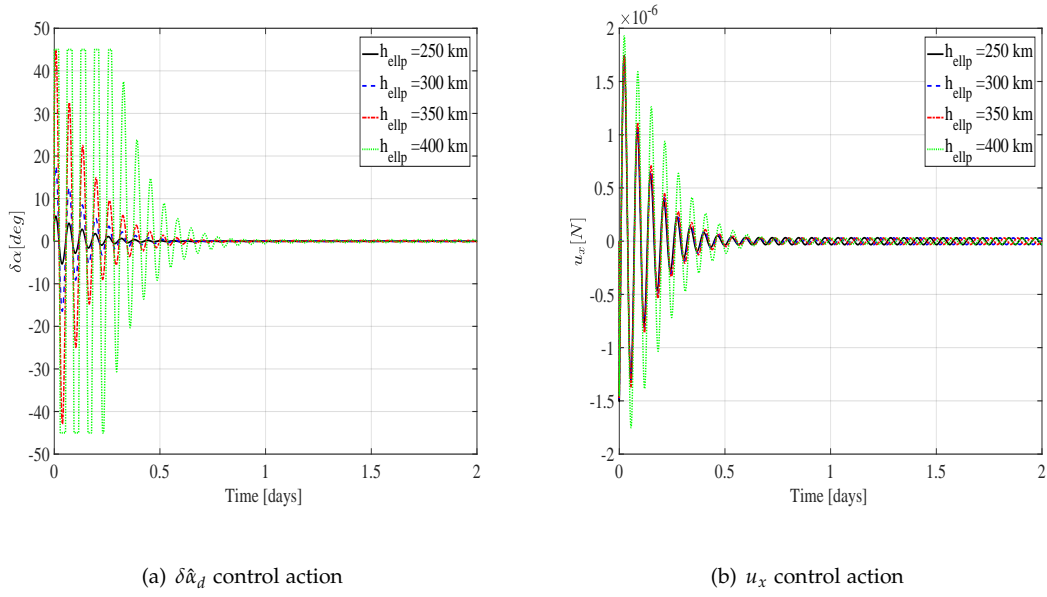 50
40
30
20
10
0
-10
-20
-30
-40
-50
δα[deg]
0
0.5
1
1.5
2
Time [days]
h_ellp =250 km
h_ellp =300 km
h_ellp =350 km
h_ellp =400 km
(a) δα̂_d control action
×10^-6
2
1.5
1
0.5
0
-0.5
-1
-1.5
-2
u_x[N]
0
0.5
1
1.5
2
Time [days]
h_ellp =250 km
h_ellp =300 km
h_ellp =350 km
h_ellp =400 km
(b) u_x control action